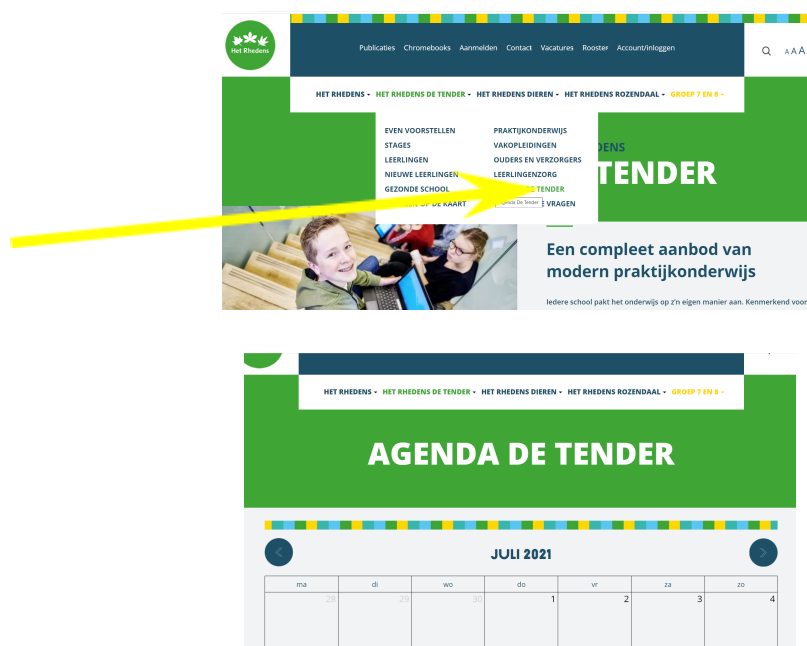 Het Rhedens
Publicaties Chromebooks Aanmelden Contact Vacatures Rooster Account/inloggen
A A A
HET RHEDENS HET RHEDENS DE TENDER HET RHEDENS DIEREN HET RHEDENS ROZENDAAL GROEP 7 EN 8
EVEN VOORSTELLEN
STAGES
LEERLINGEN
NIEUWE LEERLINGEN
GEZONDE SCHOOL
OP DE KAART
PRAKTIJKONDERWIJS
VAKOPLEIDINGEN
OUDERS EN VERZORGERS
LEERLINGENZORG
DE TENDER
Agenda De Tender
VRAGEN
DENS
TENDER
Een compleet aanbod van
modern praktijkonderwijs
Iedere school pakt het onderwijs op z'n eigen manier aan. Kenmerkend voor
HET RHEDENS HET RHEDENS DE TENDER HET RHEDENS DIEREN HET RHEDENS ROZENDAAL GROEP 7 EN 8
AGENDA DE TENDER
JULI 2021
ma di wo do vr za zo
28 29 30 1 2 3 4